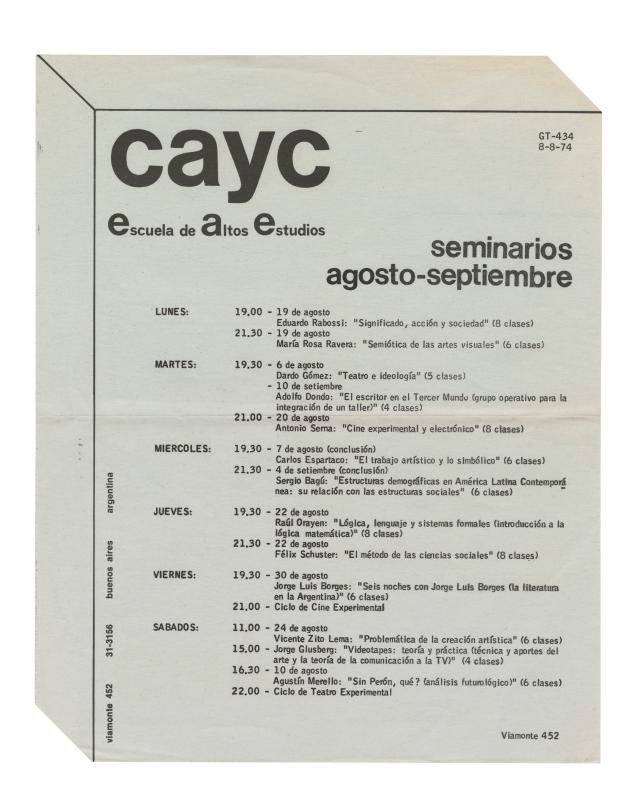 cayc
GT-434
8-8-74
escuela de altos estudios
seminarios
agosto-septiembre
LUNES: 19,00 - 19 de agosto
Eduardo Rabossi: "Significado, acción y sociedad" (8 clases)
21,30 - 19 de agosto
María Rosa Ravera: "Semiótica de las artes visuales" (6 clases)
MARTES: 19,30 - 6 de agosto
Dardo Gómez: "Teatro e ideología" (5 clases)
- 10 de setiembre
Adolfo Dondo: "El escritor en el Tercer Mundo (grupo operativo para la
integración de un taller)" (4 clases)
21,00 - 20 de agosto
Antonio Serna: "Cine experimental y electrónico" (8 clases)
MIERCOLES: 19,30 - 7 de agosto (conclusión)
Carlos Espartaco: "El trabajo artístico y lo simbólico" (6 clases)
21,30 - 4 de setiembre (conclusión)
Sergio Bagú: "Estructuras demográficas en América Latina Contemporá
nea: su relación con las estructuras sociales" (6 clases)
JUEVES: 19,30 - 22 de agosto
Raúl Orayen: "Lógica, lenguaje y sistemas formales (introducción a la
lógica matemática)" (8 clases)
21,30 - 22 de agosto
Félix Schuster: "El método de las ciencias sociales" (8 clases)
VIERNES: 19,30 - 30 de agosto
Jorge Luis Borges: "Seis noches con Jorge Luis Borges (la literatura
en la Argentina)" (6 clases)
21,00 - Ciclo de Cine Experimental
SABADOS: 11,00 - 24 de agosto
Vicente Zito Lema: "Problemática de la creación artística" (6 clases)
15,00 - Jorge Glusberg: "Videotapes: teoría y práctica (técnica y aportes del
arte y la teoría de la comunicación a la TV)" (4 clases)
16,30 - 10 de agosto
Agustín Merello: "Sin Perón, qué? (análisis futurológico)" (6 clases)
22,00 - Ciclo de Teatro Experimental
viamonte 452 31-3156 buenos aires argentina
Viamonte 452